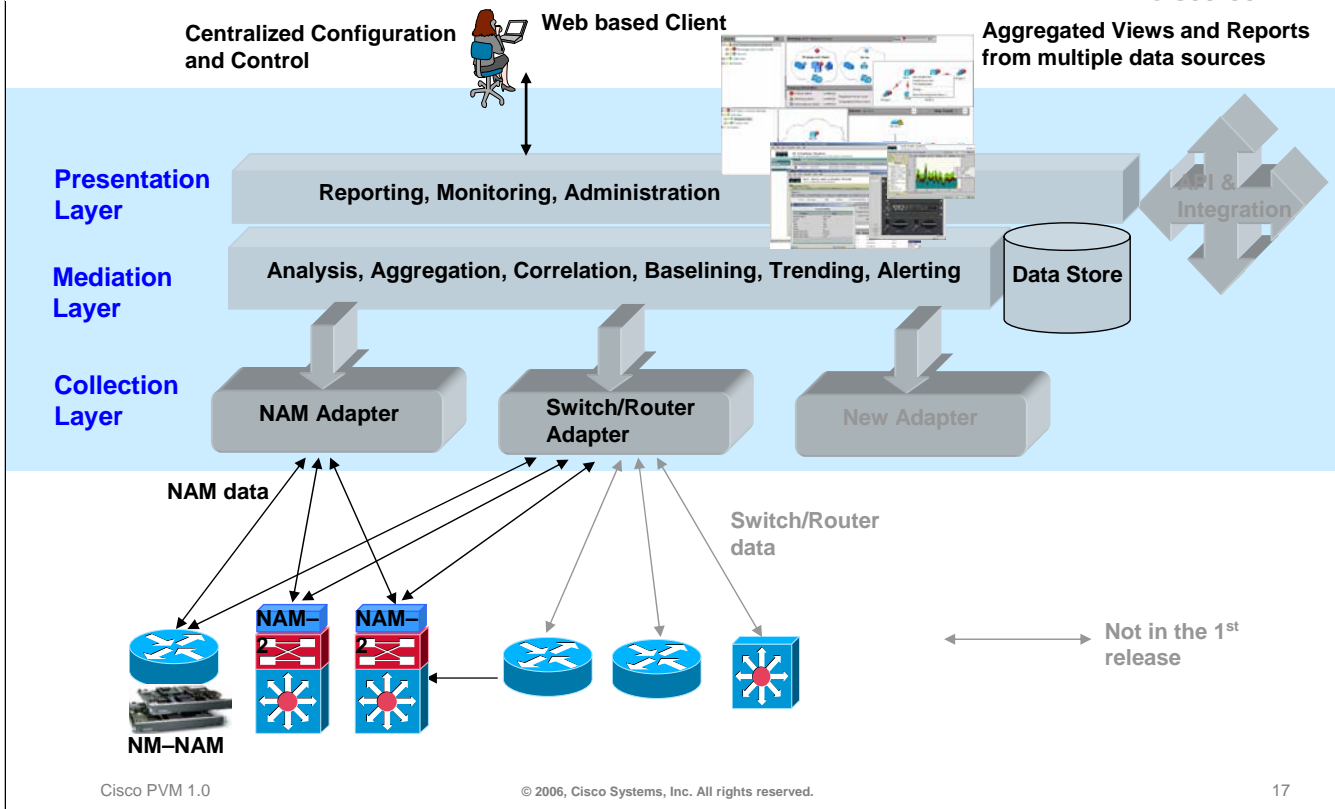 Centralized Configuration
and Control
Web based Client
Aggregated Views and Reports
from multiple data sources
Presentation
Layer
Reporting, Monitoring, Administration
API &
Integration
Mediation
Layer
Analysis, Aggregation, Correlation, Baselining, Trending, Alerting
Data Store
Collection
Layer
NAM Adapter
Switch/Router
Adapter
New Adapter
NAM data
Switch/Router
data
NAM–
2
NAM–
2
Not in the 1st
release
NM–NAM
Cisco PVM 1.0
© 2006, Cisco Systems, Inc. All rights reserved.
17